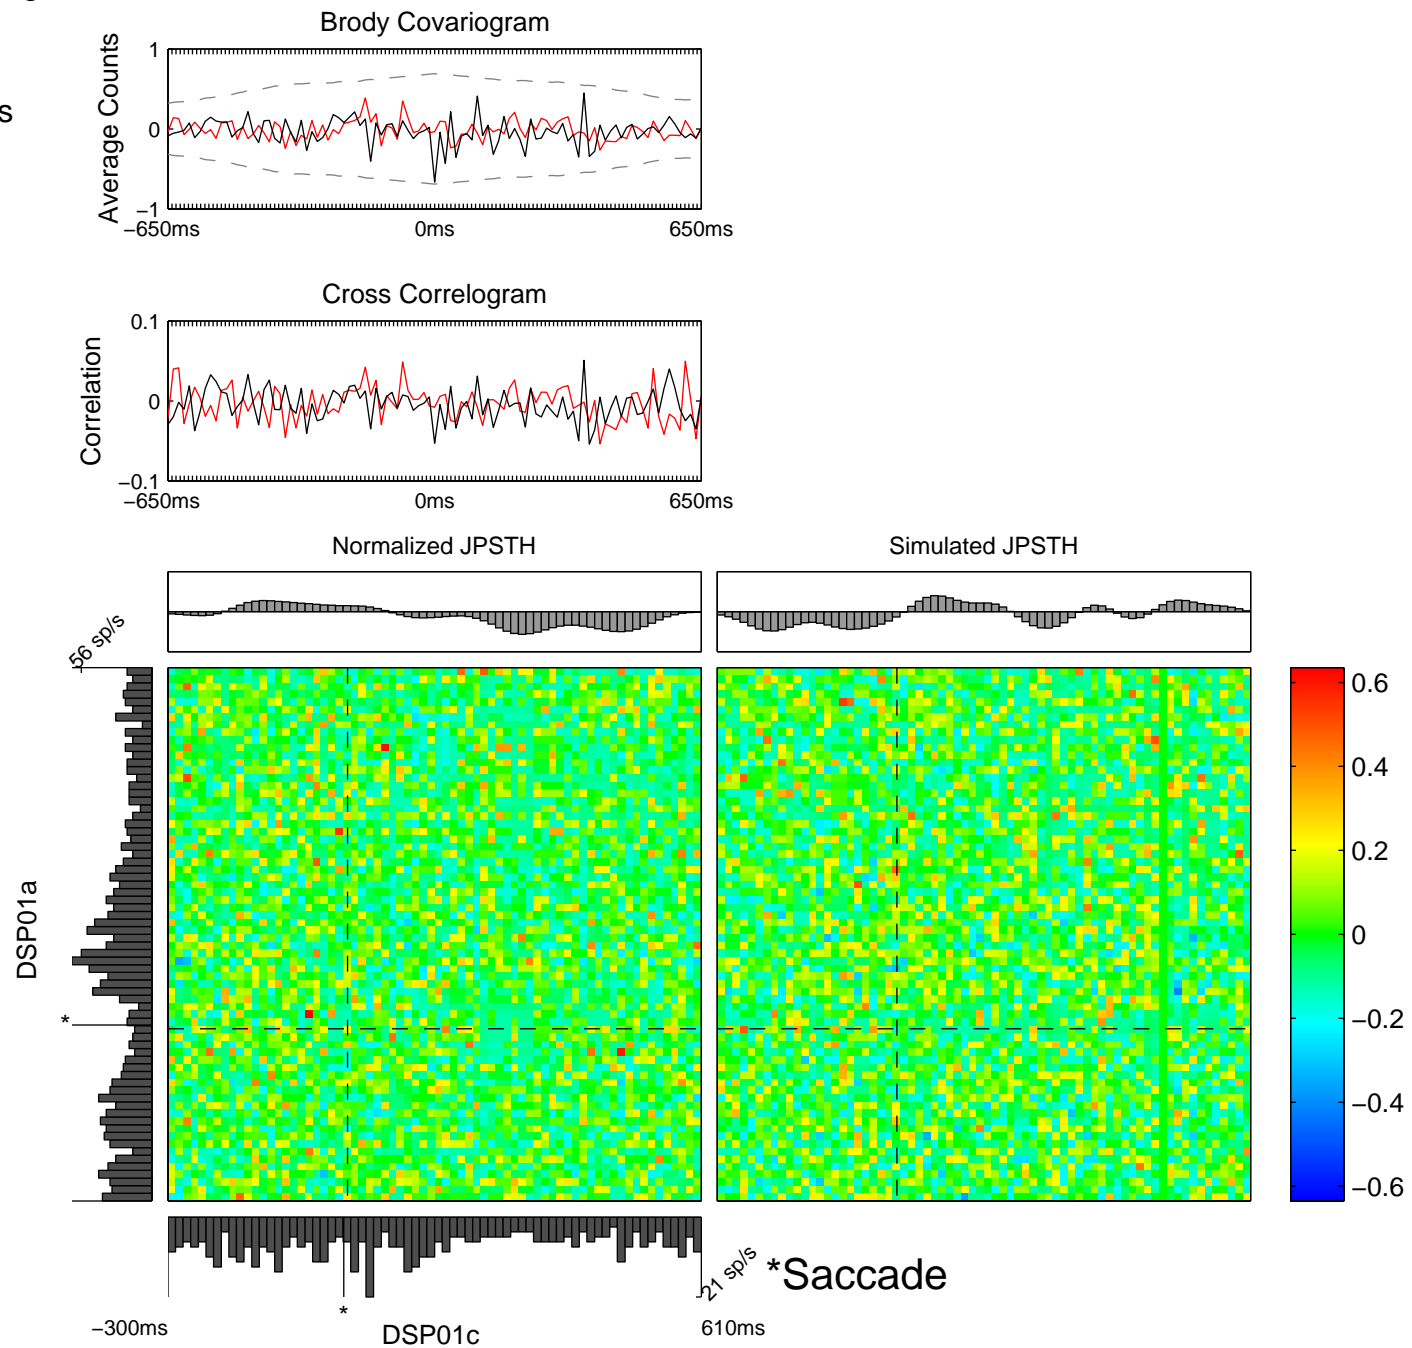 g
Brody Covariogram
s
Average Counts
1
0
−1
−650ms 0ms 650ms
Cross Correlogram
Correlation
0.1
0
−0.1
−650ms 0ms 650ms
Normalized JPSTH
Simulated JPSTH
56 sp/s
DSP01a
*
0.6
0.4
0.2
0
−0.2
−0.4
−0.6
21 sp/s
*Saccade
*
−300ms DSP01c 610ms